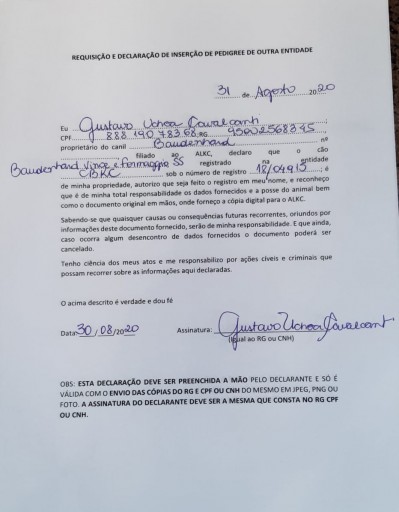 REQUISIÇÃO E DECLARAÇÃO DE INSERÇÃO DE PEDIGREE DE OUTRA ENTIDADE
31 de Agosto 2020
Eu Gustavo Uchoa Cavalcanti
CPF 888 190 783.68 RG 95002568345
proprietário do canil Baudenhard nº
filiado ao ALKC, declaro que o cão
Baudenhard Vince e formaggio SS registrado na entidade
CBKC sob o número de registro 18/04915; é
de minha propriedade, autorizo que seja feito o registro em meu nome, e reconheço
que é de minha total responsabilidade os dados fornecidos e a posse do animal bem
como o documento original em mãos, onde forneço a cópia digital para o ALKC.
Sabendo-se que quaisquer causas ou consequências futuras recorrentes, oriundos por
informações deste documento fornecido, serão de minha responsabilidade. E que ainda,
caso ocorra algum desencontro de dados fornecidos o documento poderá ser
cancelado.
Tenho ciência dos meus atos e me responsabilizo por ações cíveis e criminais que
possam recorrer as informações aqui declaradas.
O acima descrito é verdade e dou fé
Data: 30/08/2020 Assinatura: Gustavo Uchoa Cavalcanti
(Igual ao RG ou CNH)
OBS: ESTA DECLARAÇÃO DEVE SER PREENCHIDA A MÃO PELO DECLARANTE E SÓ É
VÁLIDA COM O ENVIO DAS CÓPIAS DO RG E CPF OU CNH DO MESMO EM JPEG, PNG OU
FOTO. A ASSINATURA DO DECLARANTE DEVE SER A MESMA QUE CONSTA NO RG CPF
OU CNH.